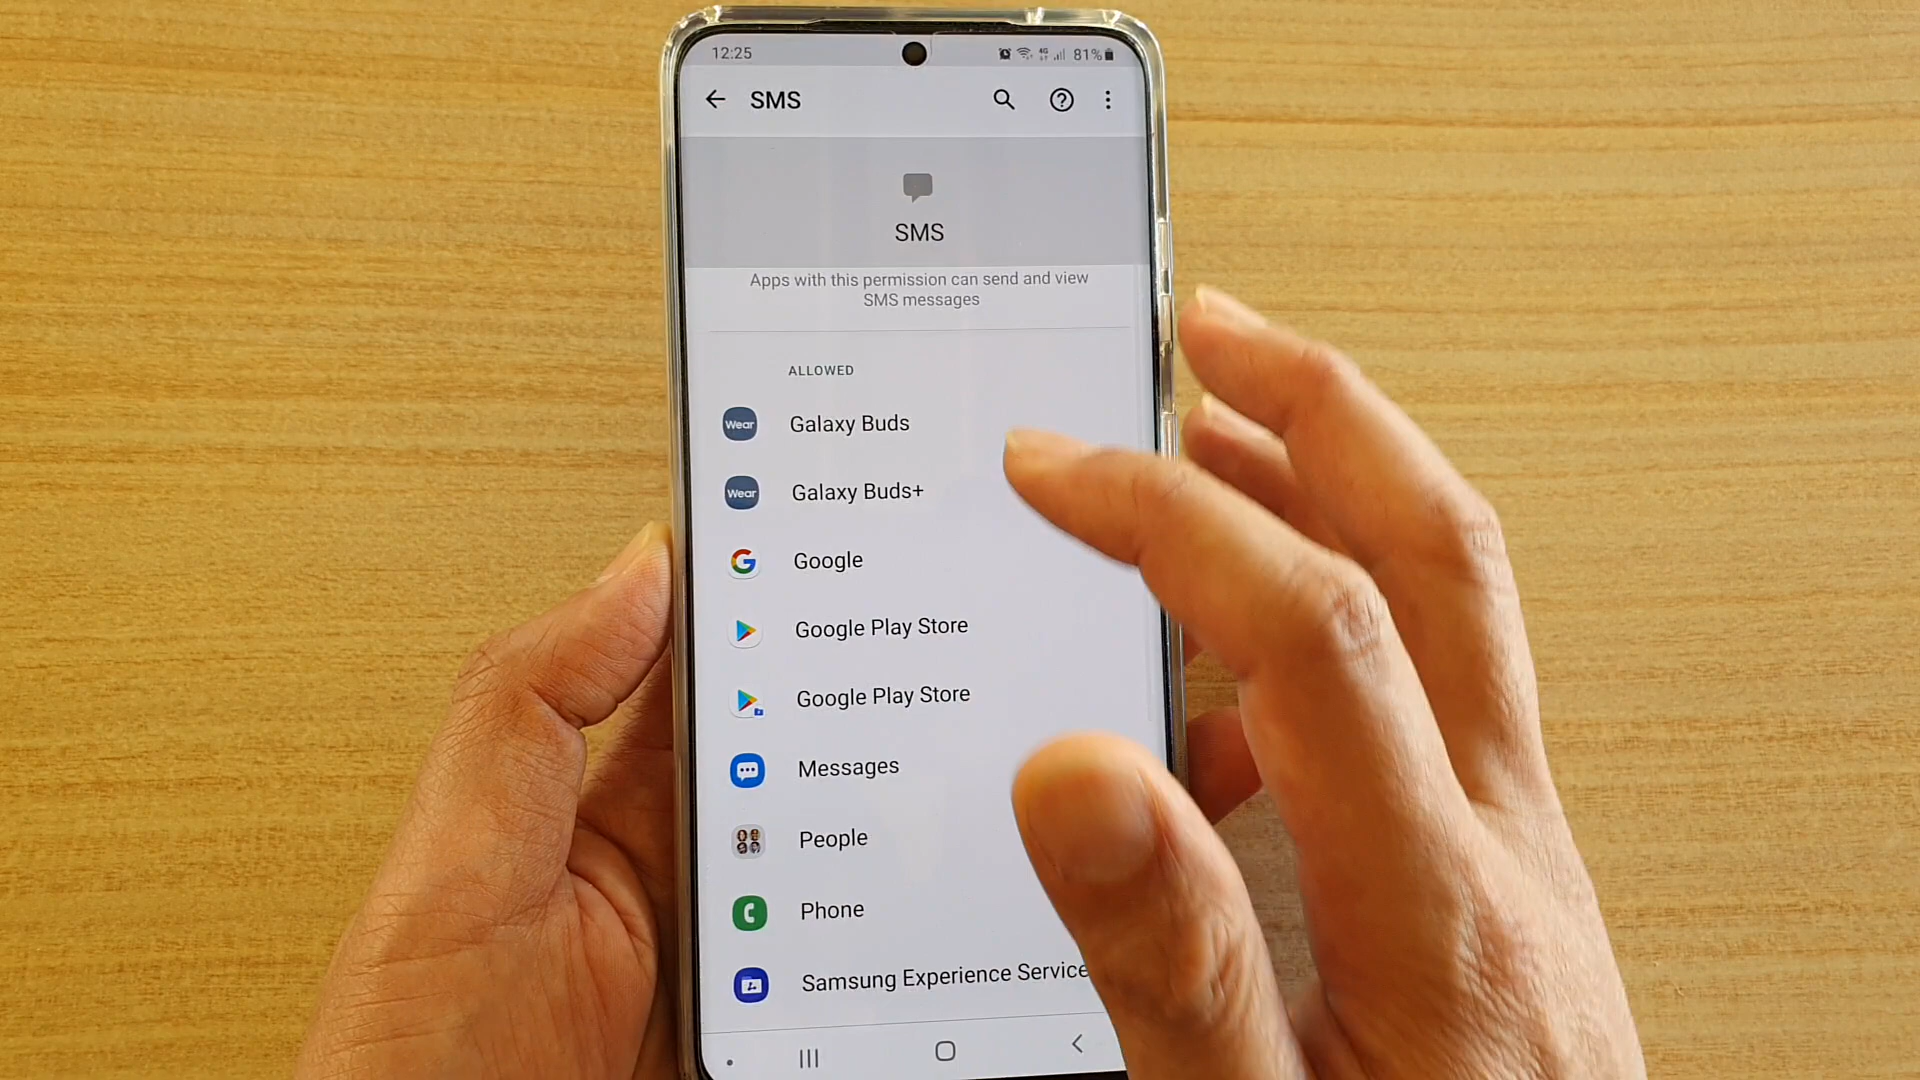 12:25
4G
81%
SMS
SMS
Apps with this permission can send and view
SMS messages
ALLOWED
Wear
Galaxy Buds
Wear
Galaxy Buds+
Google
Google Play Store
Google Play Store
Messages
People
Phone
Samsung Experience Service